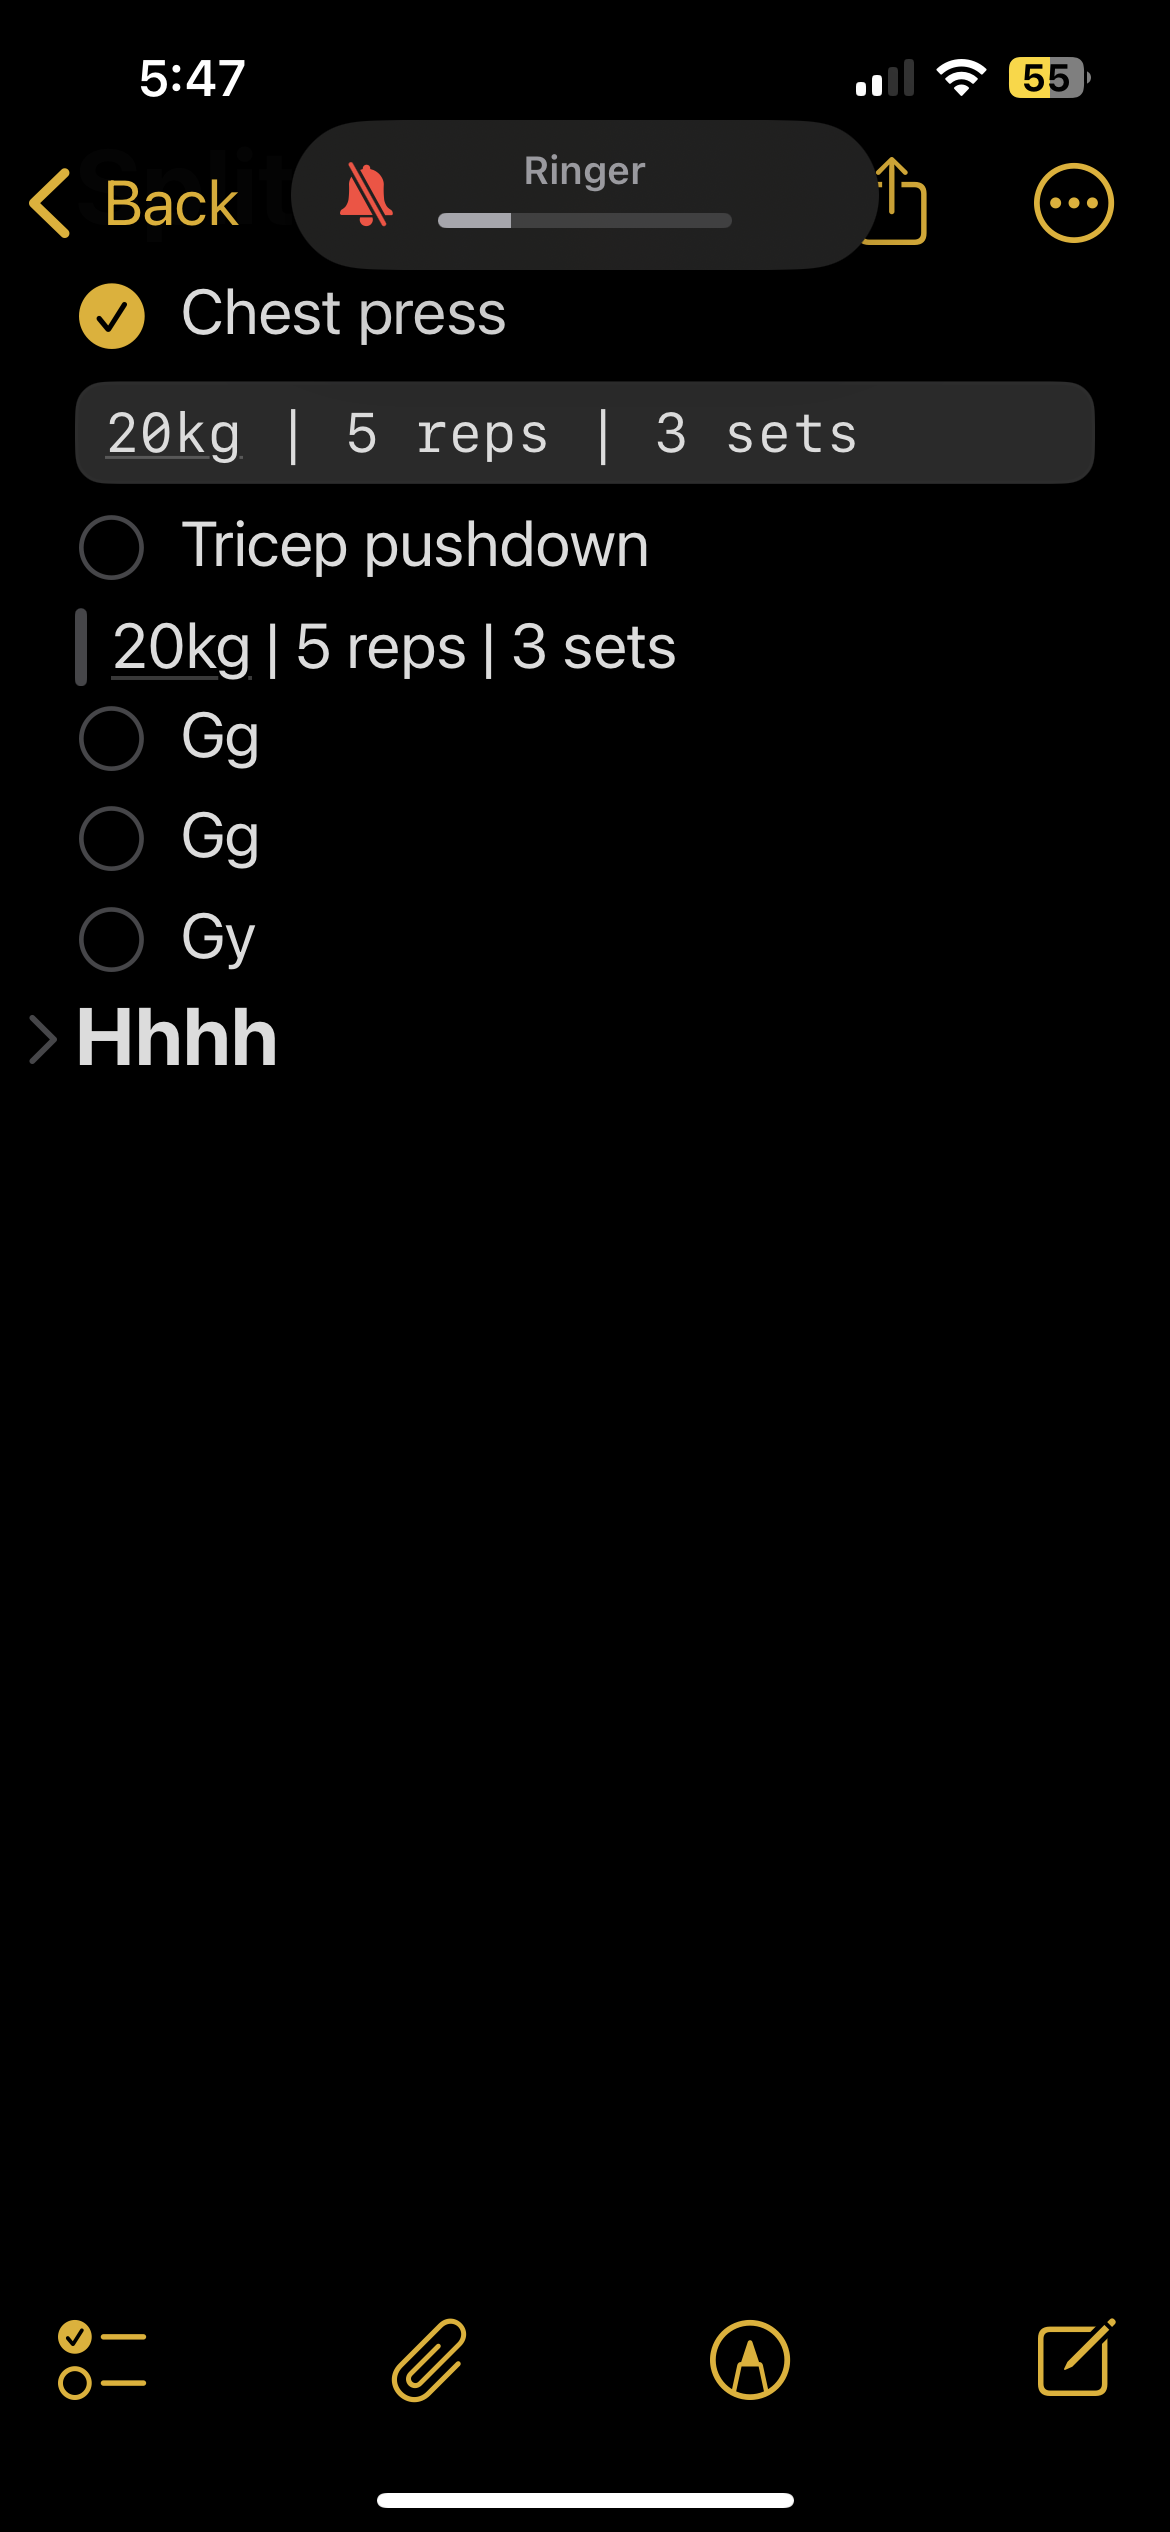 5:47
55
Split
Back
Ringer
Chest press
20kg | 5 reps | 3 sets
Tricep pushdown
20kg | 5 reps | 3 sets
Gg
Gg
Gy
Hhhh